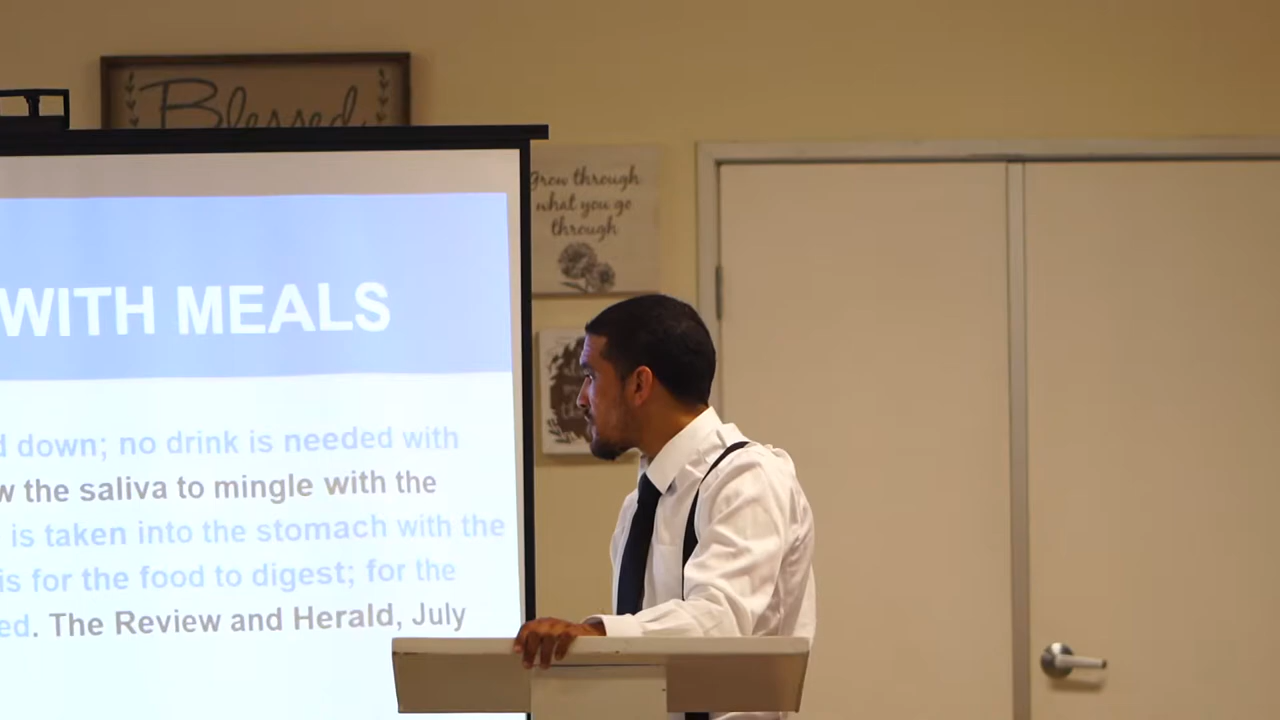 Blessed
Grow through
what you go
through
WITH MEALS
down; no drink is needed with
the saliva to mingle with the
is taken into the stomach with the
is for the food to digest; for the
ed. The Review and Herald, July